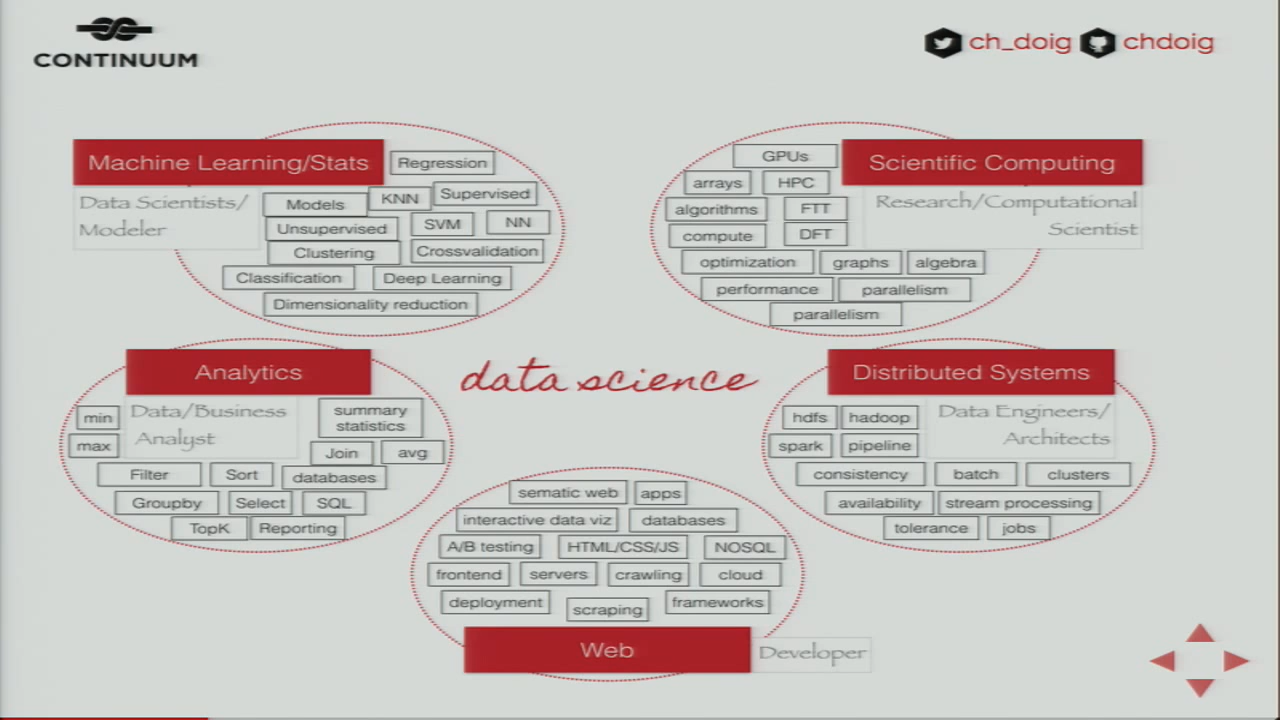 CONTINUUM
ch_doig chdoig
Machine Learning/Stats
Data Scientists/
Modeler
Regression
Models
KNN
Supervised
Unsupervised
SVM
NN
Clustering
Crossvalidation
Classification
Deep Learning
Dimensionality reduction
Scientific Computing
Research/Computational
Scientist
GPUs
arrays
HPC
algorithms
FTT
compute
DFT
optimization
graphs
algebra
performance
parallelism
parallelism
data science
Analytics
Data/Business
Analyst
min
max
summary
statistics
Join
avg
Filter
Sort
databases
Groupby
Select
SQL
TopK
Reporting
Distributed Systems
Data Engineers/
Architects
hdfs
hadoop
spark
pipeline
consistency
batch
clusters
availability
stream processing
tolerance
jobs
sematic web
apps
interactive data viz
databases
A/B testing
HTML/CSS/JS
NOSQL
frontend
servers
crawling
cloud
deployment
scraping
frameworks
Web
Developer